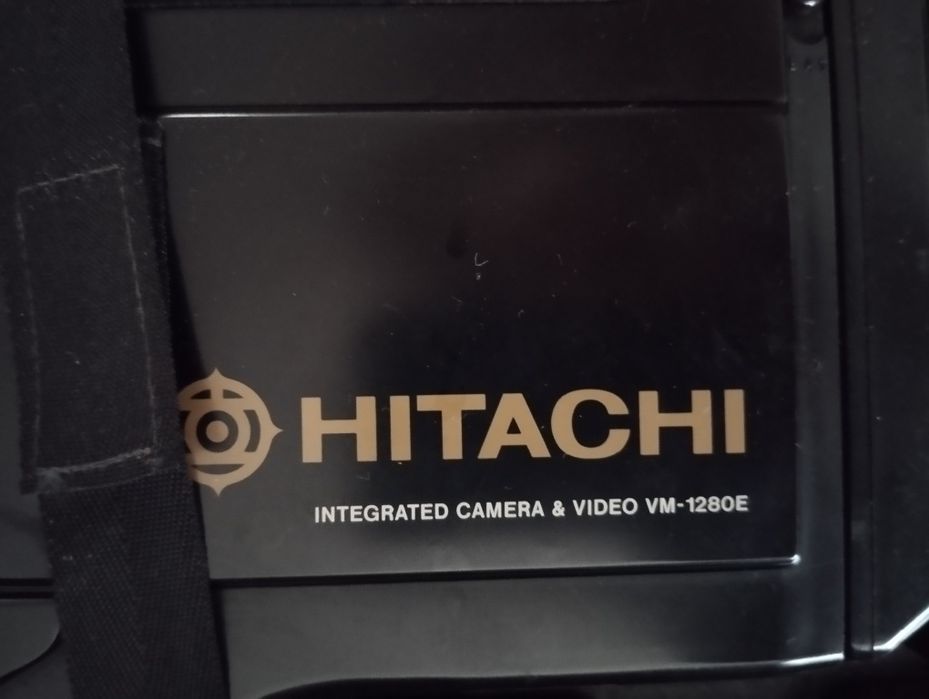 HITACHI
INTEGRATED CAMERA & VIDEO VM-1280E